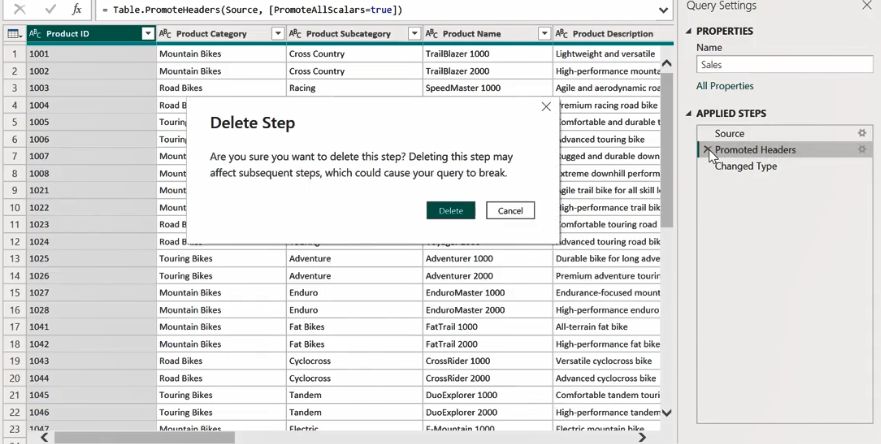 fx = Table.PromoteHeaders(Source, [PromoteAllScalars=true])
Query Settings
PROPERTIES
Name
Sales
All Properties
APPLIED STEPS
Source
Promoted Headers
Changed Type
Delete Step
Are you sure you want to delete this step? Deleting this step may
affect subsequent steps, which could cause your query to break.
Delete Cancel
ABC Product ID ABC Product Category ABC Product Subcategory ABC Product Name ABC Product Description
1 1001 Mountain Bikes Cross Country TrailBlazer 1000 Lightweight and versatile
2 1002 Mountain Bikes Cross Country TrailBlazer 2000 High-performance mounta
3 1003 Road Bikes Racing SpeedMaster 1000 Agile and aerodynamic roa
4 1004 Road B remium racing road bike
5 1005 Tourin comfortable and durable t
6 1006 Tourin dvanced touring bike
7 1007 Mount ugged and durable down
8 1008 Mount xtreme downhill perform
9 1021 Mount gile trail bike for all skill l
10 1022 Mount igh-performance trail bik
11 1023 Road B omfortable touring road
12 1024 Road B dvanced touring road bik
13 1025 Touring Bikes Adventure Adventurer 1000 Durable bike for long adve
14 1026 Touring Bikes Adventure Adventurer 2000 Premium adventure tourin
15 1027 Mountain Bikes Enduro EnduroMaster 1000 Endurance-focused mount
16 1028 Mountain Bikes Enduro EnduroMaster 2000 High-performance enduro
17 1041 Mountain Bikes Fat Bikes FatTrail 1000 All-terrain fat bike
18 1042 Mountain Bikes Fat Bikes FatTrail 2000 High-performance fat bike
19 1043 Road Bikes Cyclocross CrossRider 1000 Versatile cyclocross bike
20 1044 Road Bikes Cyclocross CrossRider 2000 Advanced cyclocross bike
21 1045 Touring Bikes Tandem DuoExplorer 1000 Comfortable tandem touri
22 1046 Touring Bikes Tandem DuoExplorer 2000 High-performance tandem
23 1047 Mountain Bikes Electric E-Mountain 1000 Electric mountain bike